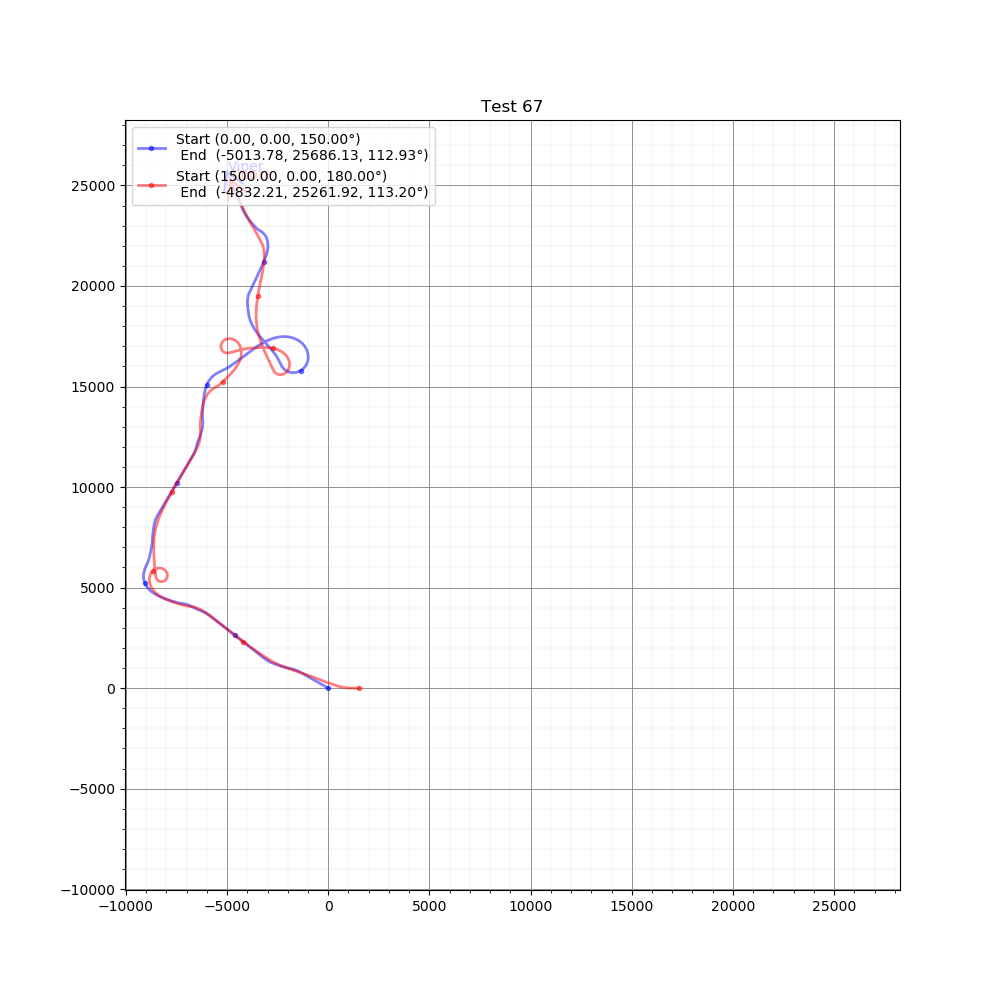 Test 67
Start (0.00, 0.00, 150.00°)
End (-5013.78, 25686.13, 112.93°)
Start (1500.00, 0.00, 180.00°)
End (-4832.21, 25261.92, 113.20°)
Viper
25000
20000
15000
10000
5000
0
−5000
−10000
−10000 −5000 0 5000 10000 15000 20000 25000